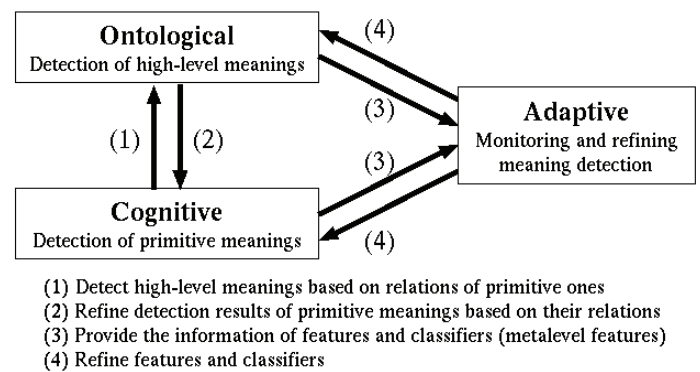 Ontological
Detection of high-level meanings
(4)
(3)
Adaptive
Monitoring and refining
meaning detection
(1)
(2)
(3)
(4)
Cognitive
Detection of primitive meanings
(1) Detect high-level meanings based on relations of primitive ones
(2) Refine detection results of primitive meanings based on their relations
(3) Provide the information of features and classifiers (metalevel features)
(4) Refine features and classifiers